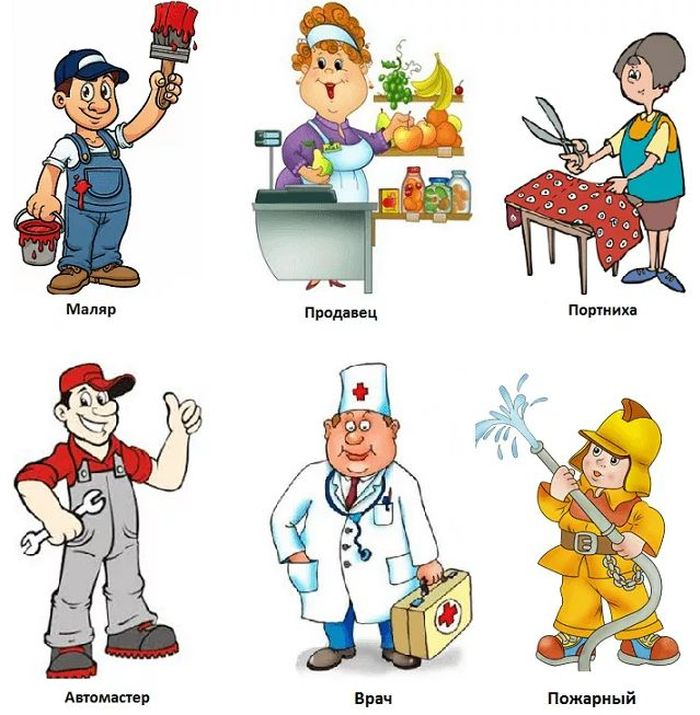 Маляр
Продавец
Портниха
Автомастер
Врач
Пожарный